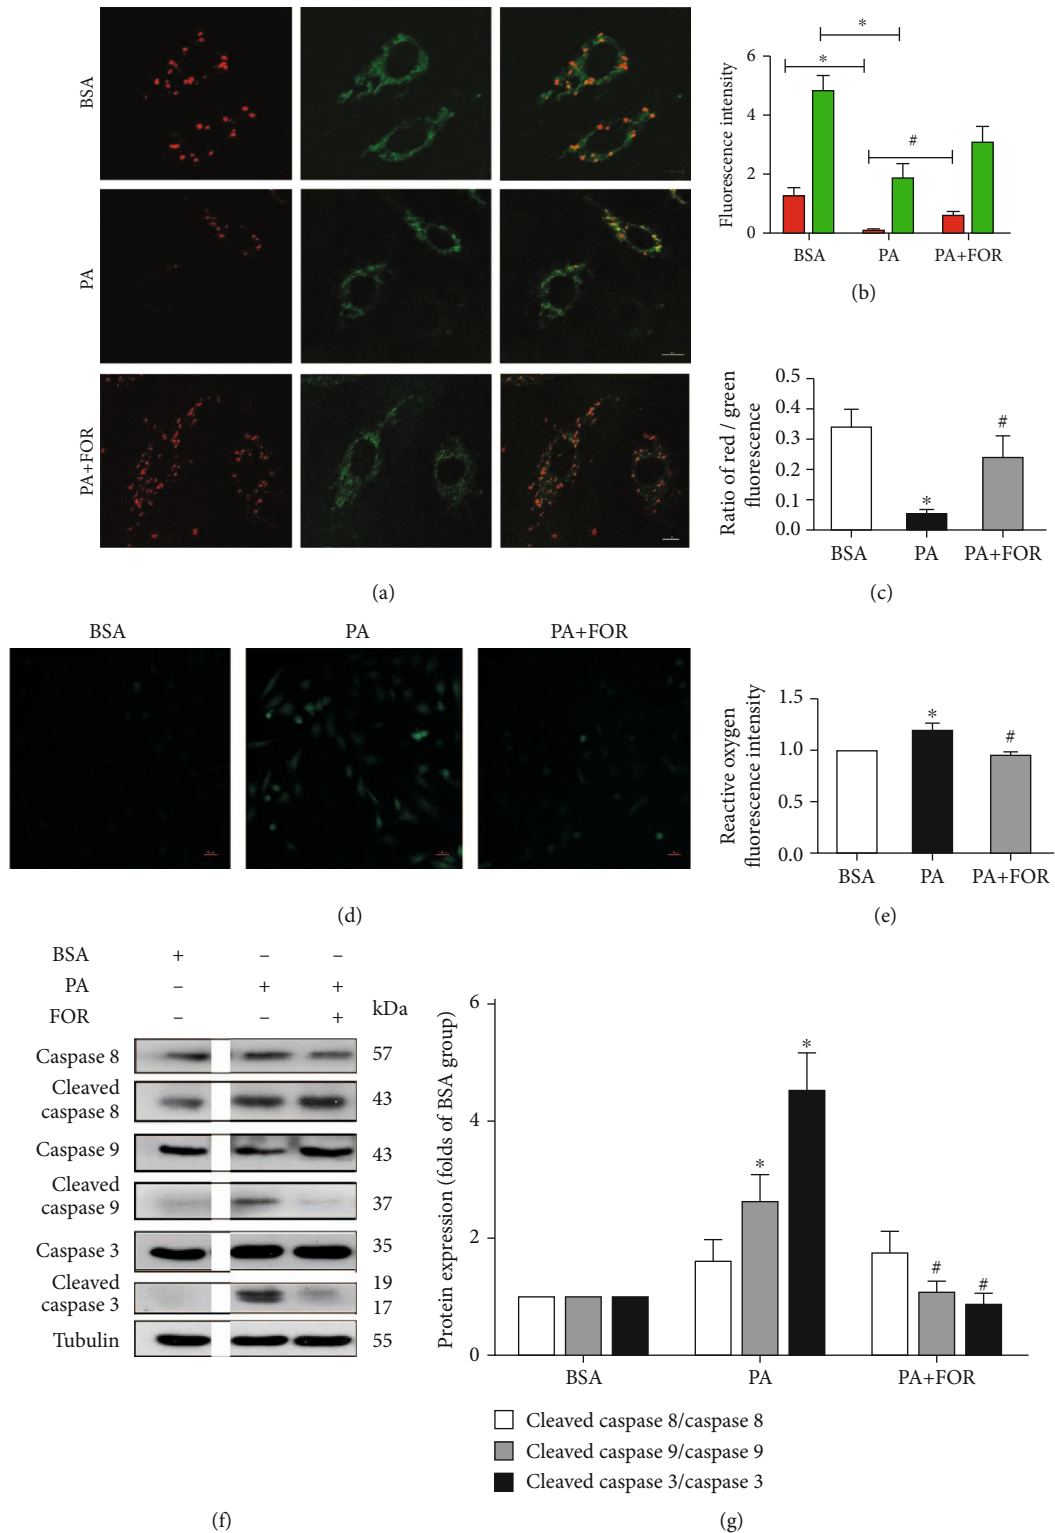 BSA
PA
PA+FOR
(a)
*
*
#
6
4
2
0
Fluorescence intensity
BSA
PA
PA+FOR
(b)
0.5
0.4
0.3
0.2
0.1
0.0
Ratio of red / green
fluorescence
*
#
BSA
PA
PA+FOR
(c)
BSA
PA
PA+FOR
(d)
1.5
1.0
0.5
0.0
Reactive oxygen
fluorescence intensity
*
#
BSA
PA
PA+FOR
(e)
BSA + – –
PA – + +
FOR – – +
kDa
Caspase 8 57
Cleaved
caspase 8 43
Caspase 9 43
Cleaved
caspase 9 37
Caspase 3 35
Cleaved 19
caspase 3 17
Tubulin 55
(f)
6
4
2
0
Protein expression (folds of BSA group)
*
*
#
#
BSA
PA
PA+FOR
Cleaved caspase 8/caspase 8
Cleaved caspase 9/caspase 9
Cleaved caspase 3/caspase 3
(g)